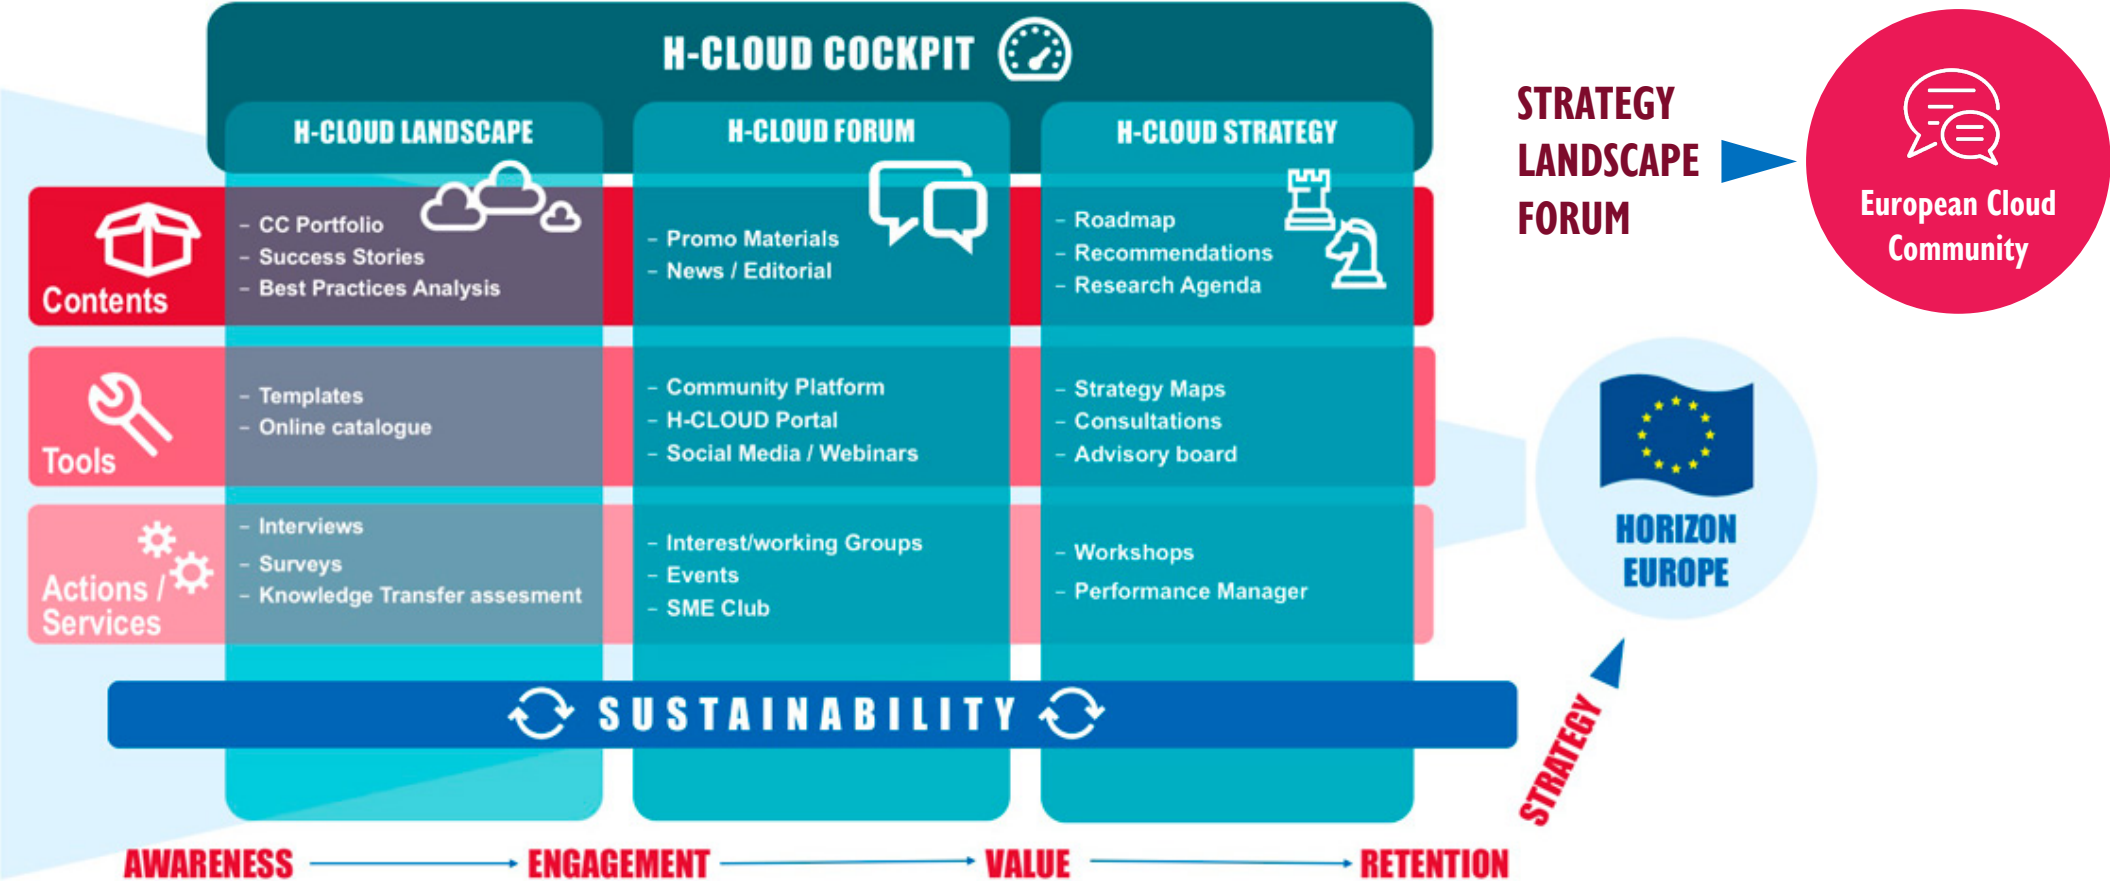 H-CLOUD COCKPIT
H-CLOUD LANDSCAPE
H-CLOUD FORUM
H-CLOUD STRATEGY
Contents
- CC Portfolio
- Success Stories
- Best Practices Analysis
- Promo Materials
- News / Editorial
- Roadmap
- Recommendations
- Research Agenda
Tools
- Templates
- Online catalogue
- Community Platform
- H-CLOUD Portal
- Social Media / Webinars
- Strategy Maps
- Consultations
- Advisory board
Actions /
Services
- Interviews
- Surveys
- Knowledge Transfer assesment
- Interest/working Groups
- Events
- SME Club
- Workshops
- Performance Manager
SUSTAINABILITY
AWARENESS
ENGAGEMENT
VALUE
RETENTION
STRATEGY
HORIZON
EUROPE
STRATEGY
LANDSCAPE
FORUM
European Cloud
Community